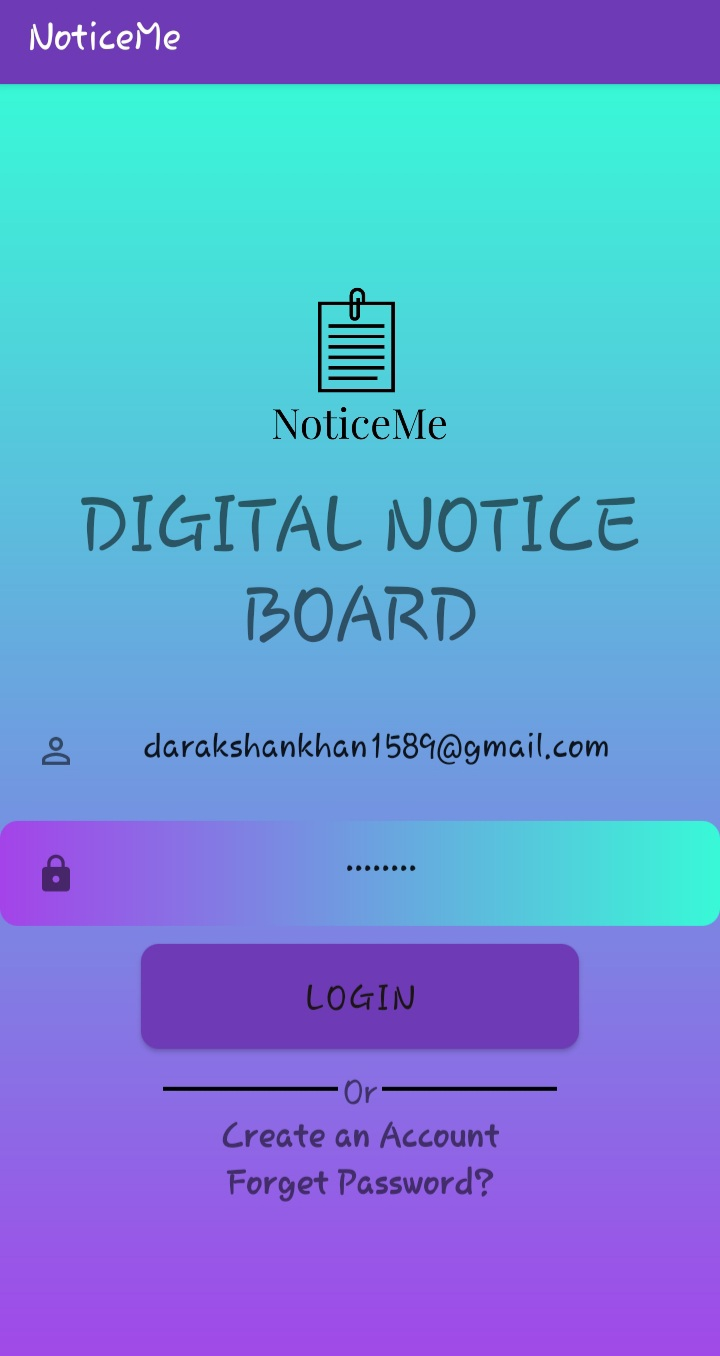 NoticeMe
NoticeMe
DIGITAL NOTICE
BOARD
darakshankhan1589@gmail.com
........
LOGIN
Or
Create an Account
Forget Password?